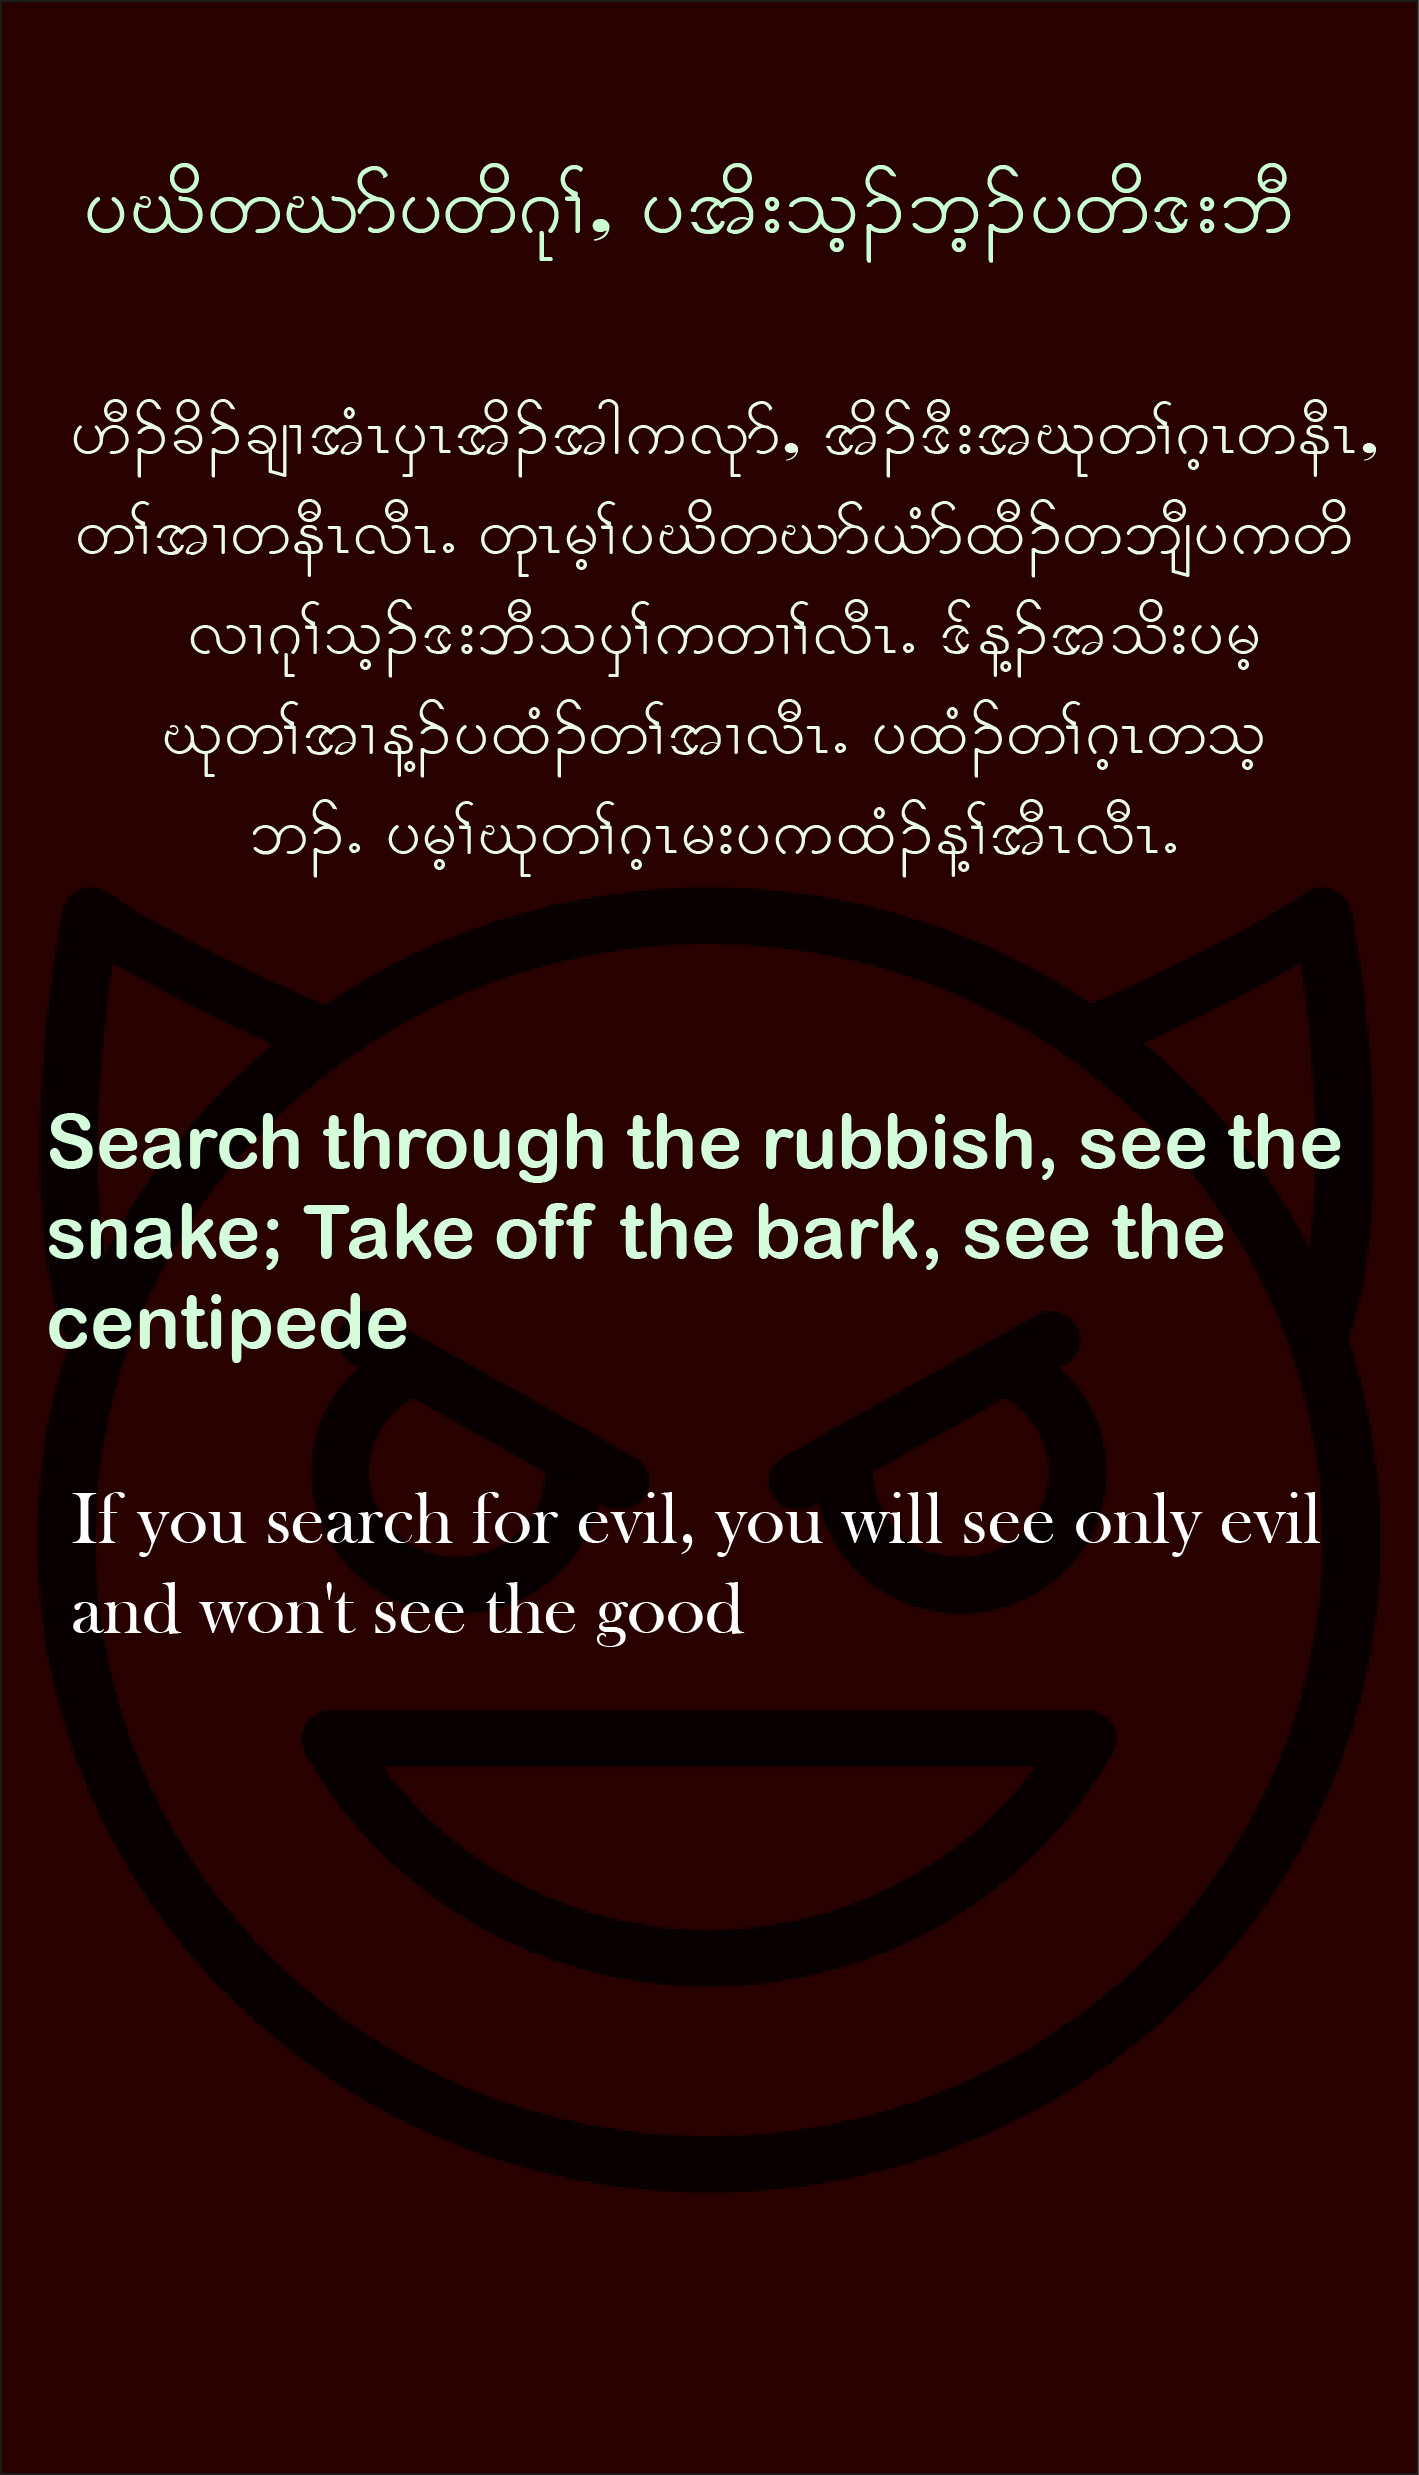 ပဃိတဃာ်ပတိဂုၢ်, ပအိးသ့ၣ်ဘ့ၣ်ပတိဒးဘီ
ဟီၣ်ခိၣ်ချၢအံၤပှၤအိၣ်အါကလုာ်, အိၣ်ဒီးအဃုတၢ်ဂ့ၤတနီၤ,
တၢ်အၢတနီၤလီၤ. တုၤမ့ၢ်ပဃိတဃာ်ယံာ်ထီၣ်တဘျီပကတိ
လၢဂုၢ်သ့ၣ်ဒးဘီသပှၢ်ကတၢၢ်လီၤ. ဒ်န့ၣ်အသိးပမ့
ဃုတၢ်အၢန့ၣ်ပထံၣ်တၢ်အၢလီၤ. ပထံၣ်တၢ်ဂ့ၤတသ့
ဘၣ်. ပမ့ၢ်ဃုတၢ်ဂ့ၤမးပကထံၣ်န့ၢ်အီၤလီၤ.
Search through the rubbish, see the
snake; Take off the bark, see the
centipede
If you search for evil, you will see only evil
and won't see the good